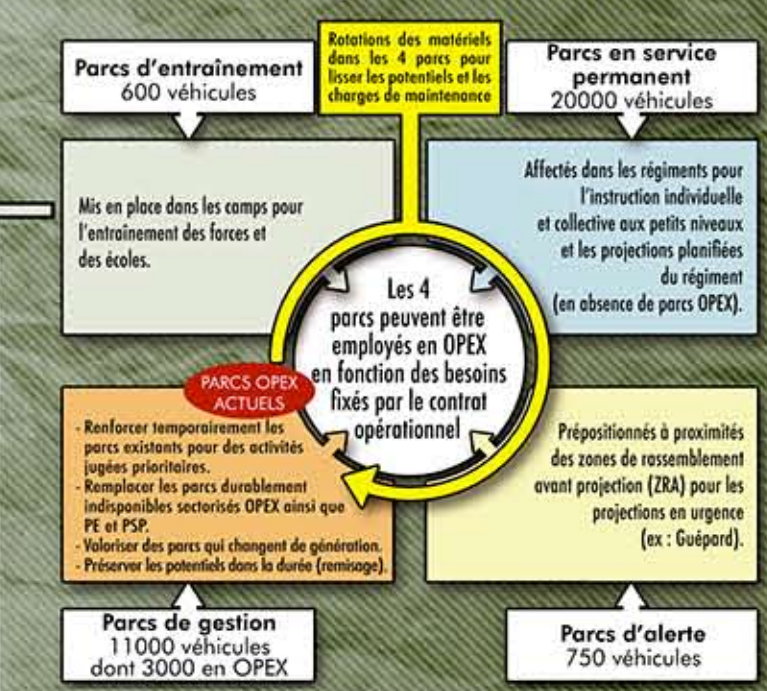 Parcs d'entraînement
600 véhicules
Rotations des matériels
dans les 4 parcs pour
lisser les potentiels et les
charges de maintenance
Parcs en service
permanent
20000 véhicules
Mis en place dans les camps pour
l'entraînement des forces et
des écoles.
Affectés dans les régiments pour
l'instruction individuelle
et collective aux petits niveaux
et les projections planifiées
du régiment
(en absence de parcs OPEX).
Les 4
parcs peuvent être
employés en OPEX
en fonction des besoins
fixés par le contrat
opérationnel
PARCS OPEX
ACTUELS
- Renforcer temporairement les
parcs existants pour des activités
jugées prioritaires.
- Remplacer les parcs durablement
indisponibles sectorisés OPEX ainsi que
PE et PSP.
- Valoriser des parcs qui changent de génération.
- Préserver les potentiels dans la durée (remisage).
Prépositionnés à proximités
des zones de rassemblement
avant projection (ZRA) pour les
projections en urgence
(ex : Guépard).
Parcs de gestion
11000 véhicules
dont 3000 en OPEX
Parcs d'alerte
750 véhicules